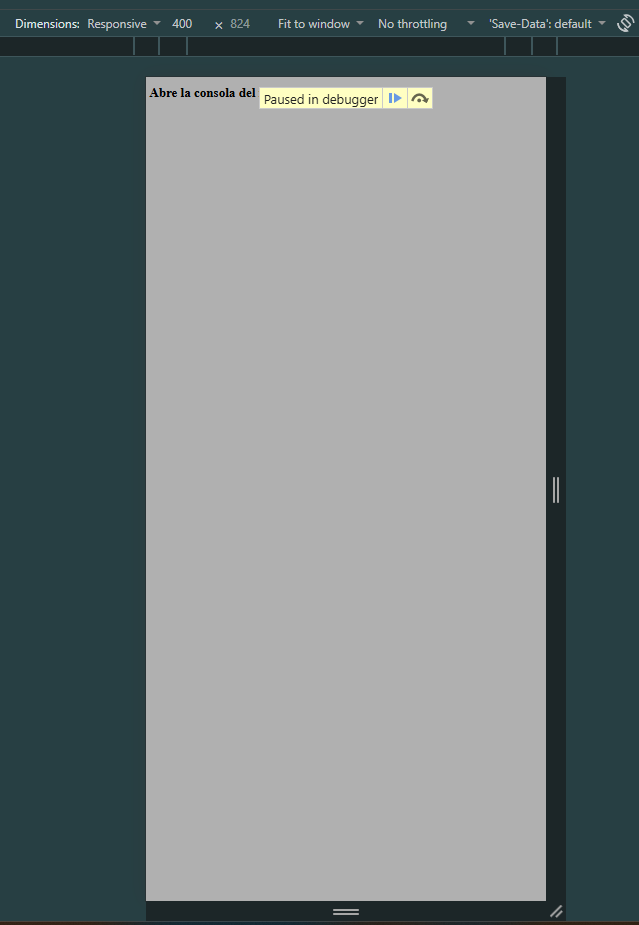 Dimensions: Responsive 400 × 824 Fit to window No throttling 'Save-Data': default
Abre la consola del Paused in debugger